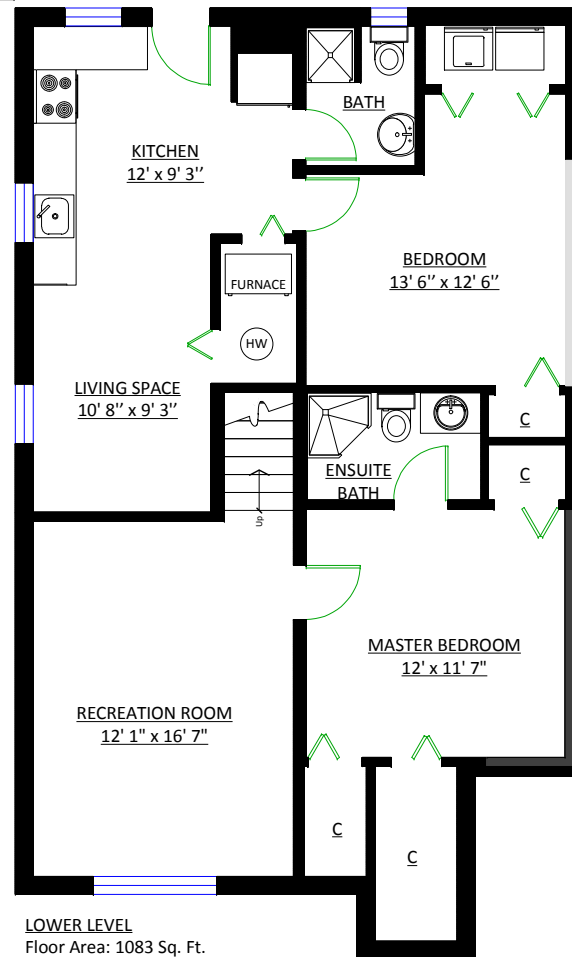 BATH
KITCHEN
12' x 9' 3''
BEDROOM
13' 6'' x 12' 6''
FURNACE
HW
LIVING SPACE
10' 8'' x 9' 3''
C
ENSUITE
BATH
C
Up
MASTER BEDROOM
12' x 11' 7"
RECREATION ROOM
12' 1" x 16' 7"
C
C
LOWER LEVEL
Floor Area: 1083 Sq. Ft.